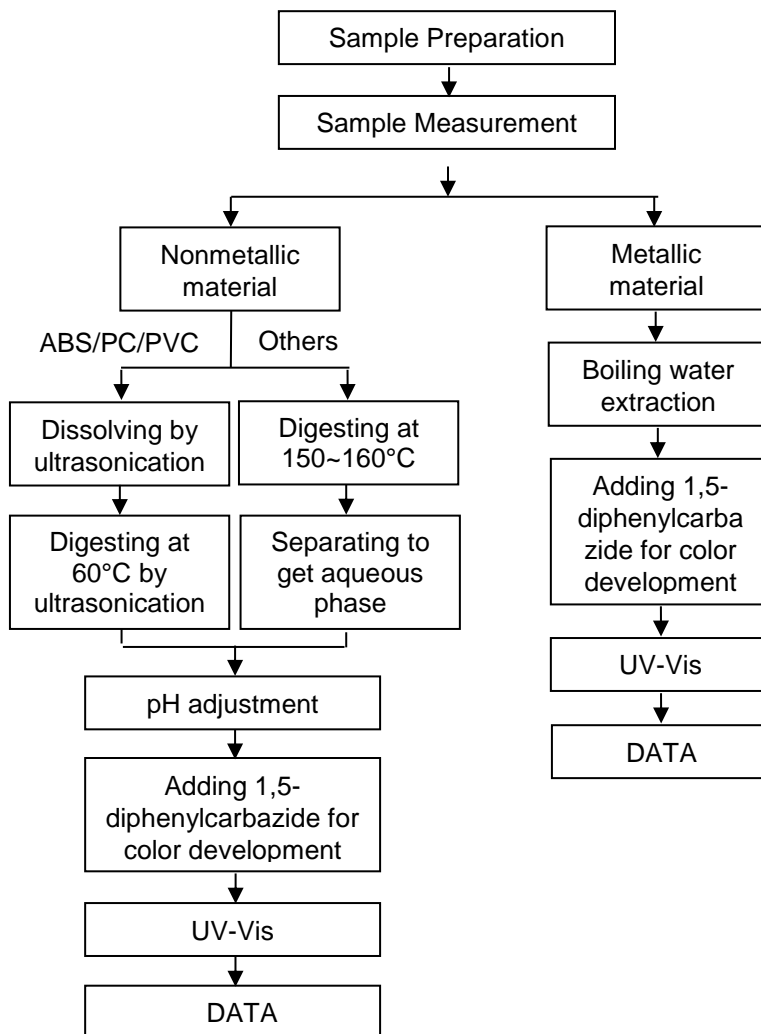 Sample Preparation
Sample Measurement
Nonmetallic
material
Metallic
material
ABS/PC/PVC
Others
Boiling water
extraction
Dissolving by
ultrasonication
Digesting at
150~160°C
Adding 1,5-
diphenylcarba
zide for color
development
Digesting at
60°C by
ultrasonication
Separating to
get aqueous
phase
UV-Vis
pH adjustment
DATA
Adding 1,5-
diphenylcarbazide for
color development
UV-Vis
DATA